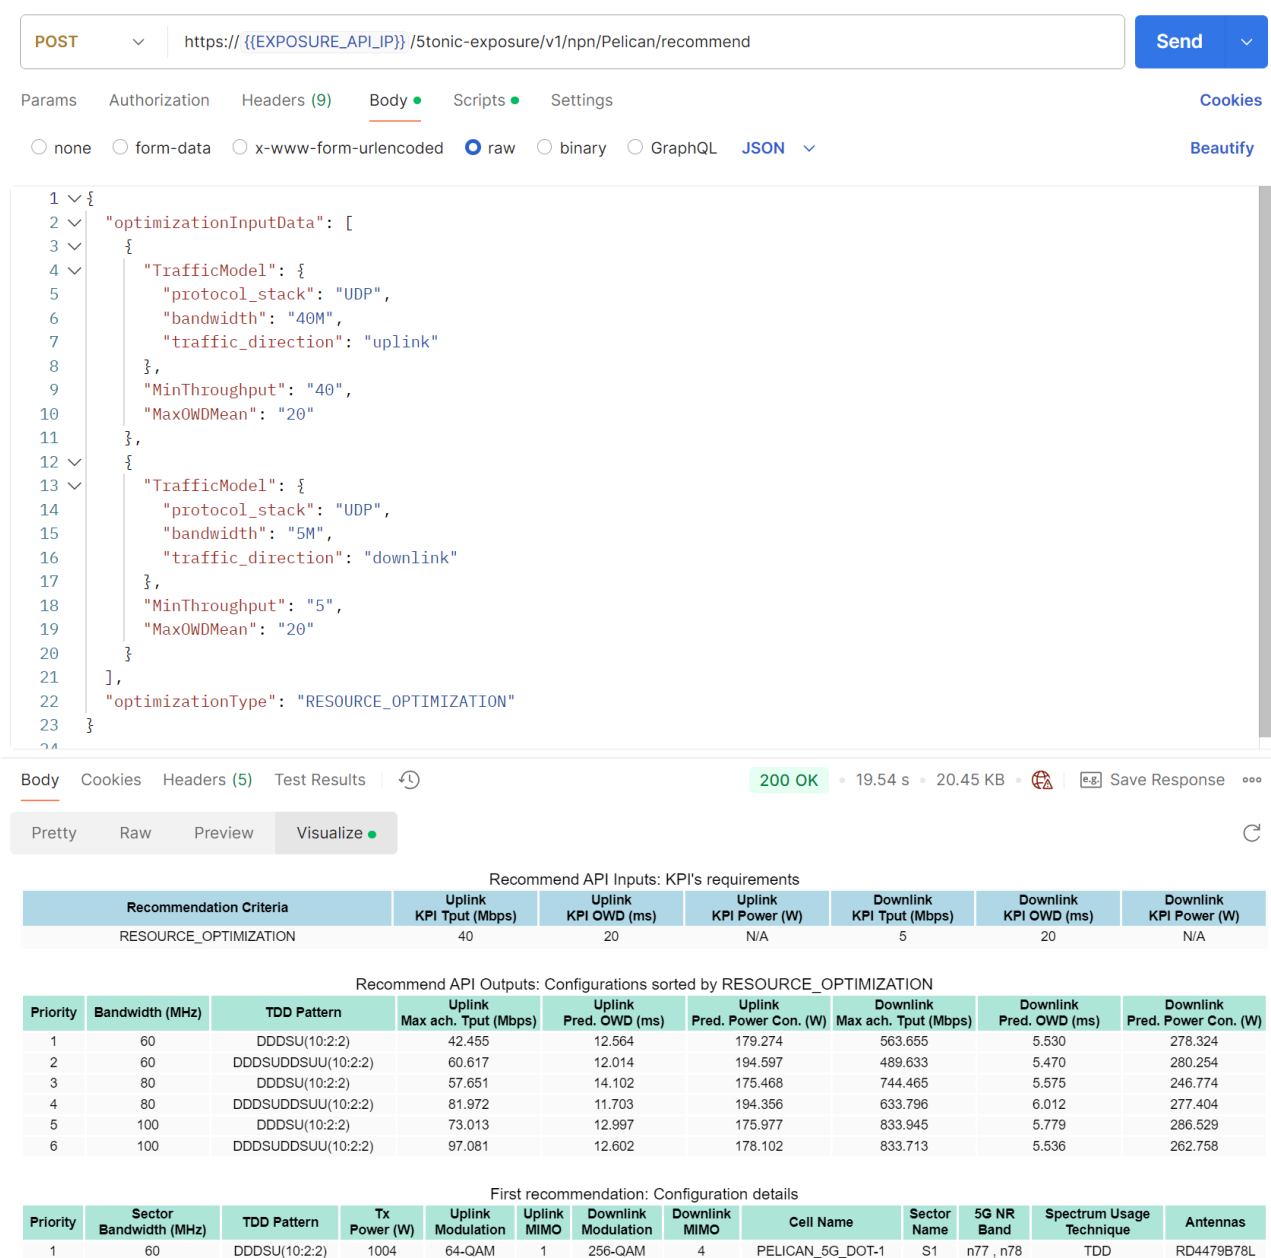 POST https:// {{EXPOSURE_API_IP}} /5tonic-exposure/v1/npn/Pelican/recommend Send
Params Authorization Headers (9) Body Scripts Settings Cookies
none form-data x-www-form-urlencoded raw binary GraphQL JSON Beautify
1 {
2 "optimizationInputData": [
3 {
4 "TrafficModel": {
5 "protocol_stack": "UDP",
6 "bandwidth": "40M",
7 "traffic_direction": "uplink"
8 },
9 "MinThroughput": "40",
10 "MaxOWDMean": "20"
11 },
12 {
13 "TrafficModel": {
14 "protocol_stack": "UDP",
15 "bandwidth": "5M",
16 "traffic_direction": "downlink"
17 },
18 "MinThroughput": "5",
19 "MaxOWDMean": "20"
20 }
21 ],
22 "optimizationType": "RESOURCE_OPTIMIZATION"
23 }
24
Body Cookies Headers (5) Test Results 200 OK 19.54 s 20.45 KB e.g. Save Response
Pretty Raw Preview Visualize
Recommend API Inputs: KPI's requirements
Recommendation Criteria Uplink KPI Tput (Mbps) Uplink KPI OWD (ms) Uplink KPI Power (W) Downlink KPI Tput (Mbps) Downlink KPI OWD (ms) Downlink KPI Power (W)
RESOURCE_OPTIMIZATION 40 20 N/A 5 20 N/A
Recommend API Outputs: Configurations sorted by RESOURCE_OPTIMIZATION
Priority Bandwidth (MHz) TDD Pattern Uplink Max ach. Tput (Mbps) Uplink Pred. OWD (ms) Uplink Pred. Power Con. (W) Downlink Max ach. Tput (Mbps) Downlink Pred. OWD (ms) Downlink Pred. Power Con. (W)
1 60 DDDSU(10:2:2) 42.455 12.564 179.274 563.655 5.530 278.324
2 60 DDDSUDDSUU(10:2:2) 60.617 12.014 194.597 489.633 5.470 280.254
3 80 DDDSU(10:2:2) 57.651 14.102 175.468 744.465 5.575 246.774
4 80 DDDSUDDSUU(10:2:2) 81.972 11.703 194.356 633.796 6.012 277.404
5 100 DDDSU(10:2:2) 73.013 12.997 175.977 833.945 5.779 286.529
6 100 DDDSUDDSUU(10:2:2) 97.081 12.602 178.102 833.713 5.536 262.758
First recommendation: Configuration details
Priority Sector Bandwidth (MHz) TDD Pattern Tx Power (W) Uplink Modulation Uplink MIMO Downlink Modulation Downlink MIMO Cell Name Sector Name 5G NR Band Spectrum Usage Technique Antennas
1 60 DDDSU(10:2:2) 1004 64-QAM 1 256-QAM 4 PELICAN_5G_DOT-1 S1 n77 , n78 TDD RD4479B78L